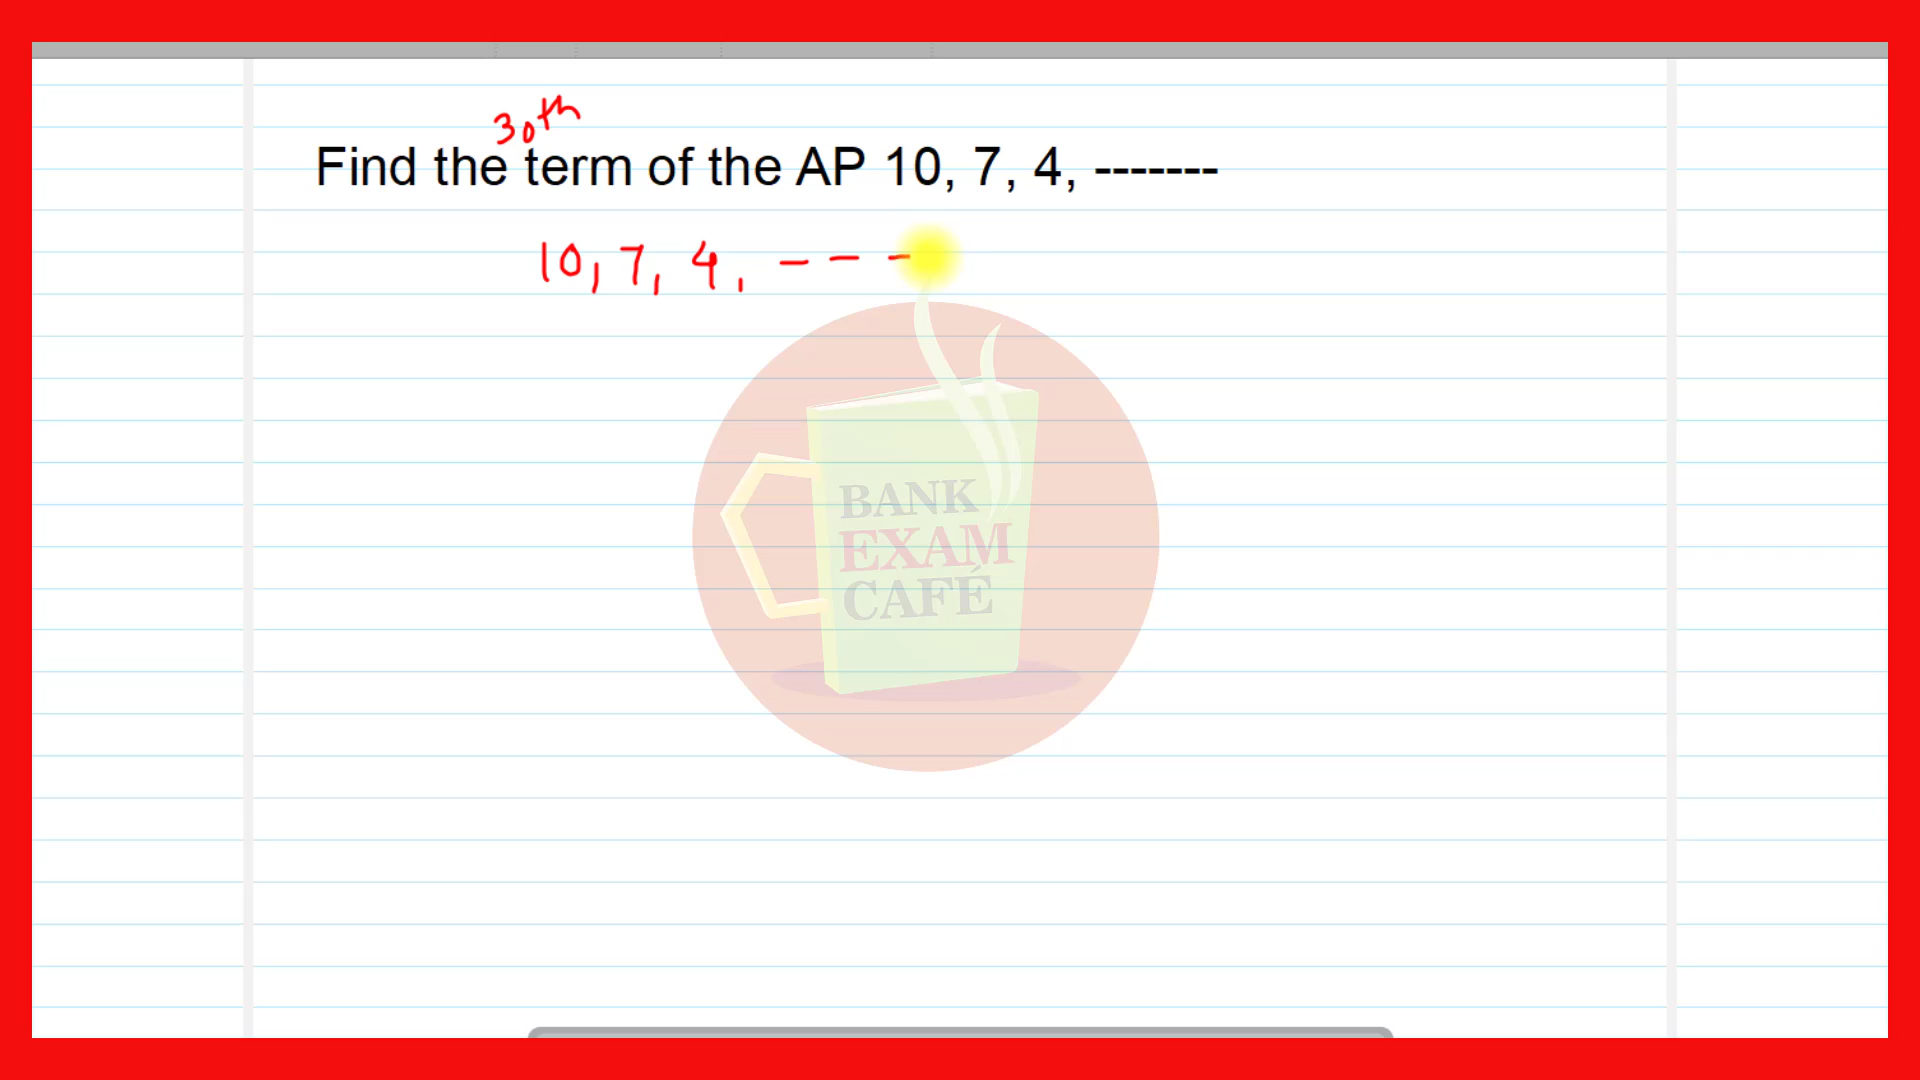 30th
Find the term of the AP 10, 7, 4, -------
10, 7, 4, - - -
BANK
EXAM
CAFÉ